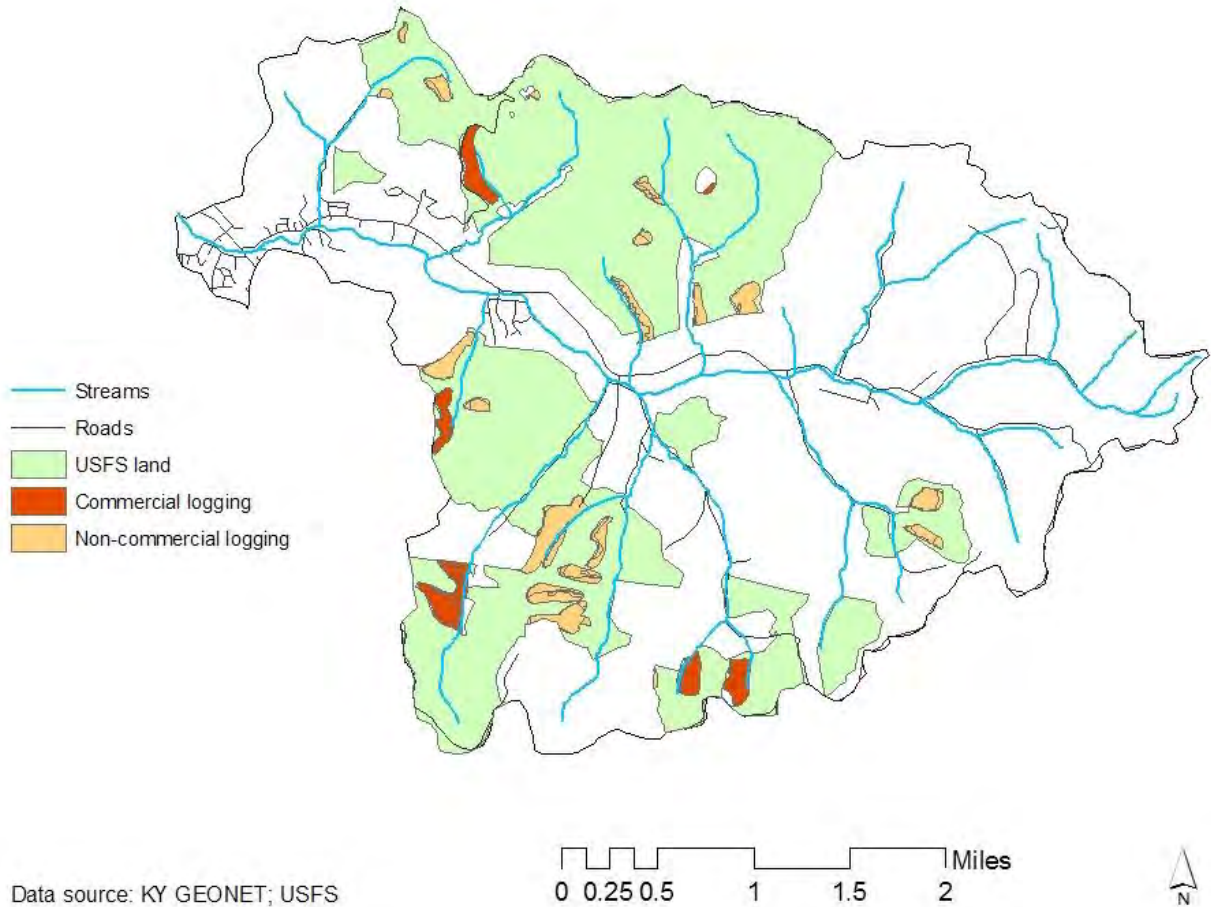 Streams
Roads
USFS land
Commercial logging
Non-commercial logging
Miles
0 0.25 0.5 1 1.5 2
Data source: KY GEONET; USFS
N